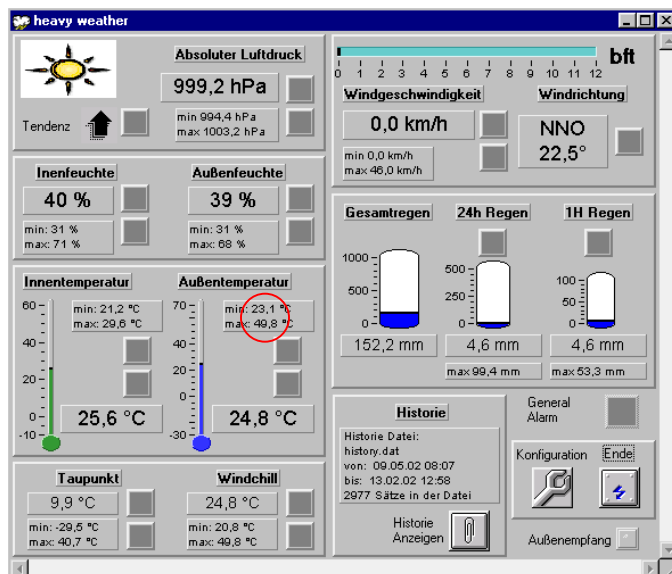 heavy weather
Absoluter Luftdruck
999,2 hPa
Tendenz
min 994,4 hPa
max 1003,2 hPa
bft
0 1 2 3 4 5 6 7 8 9 10 11 12
Windgeschwindigkeit
Windrichtung
0,0 km/h
NNO
22,5°
min 0,0 km/h
max 46,0 km/h
Inenfeuchte
Außenfeuchte
40 %
39 %
min: 31 %
max: 71 %
min: 31 %
max: 68 %
Gesamtregen
24h Regen
1H Regen
1000
500
0
500
250
0
100
50
0
152,2 mm
4,6 mm
4,6 mm
max 99,4 mm
max 53,3 mm
Innentemperatur
Außentemperatur
60
40
20
0
-10
min: 21,2 °C
max: 29,6 °C
25,6 °C
70
40
20
0
-30
min: 23,1 °C
max: 49,8 °C
24,8 °C
Taupunkt
Windchill
9,9 °C
24,8 °C
min: -29,5 °C
max: 40,7 °C
min: 20,8 °C
max: 49,8 °C
Historie
Historie Datei:
history.dat
von: 09.05.02 08:07
bis: 13.02.02 12:58
2977 Sätze in der Datei
Historie
Anzeigen
General
Alarm
Konfiguration
Ende
Außenempfang